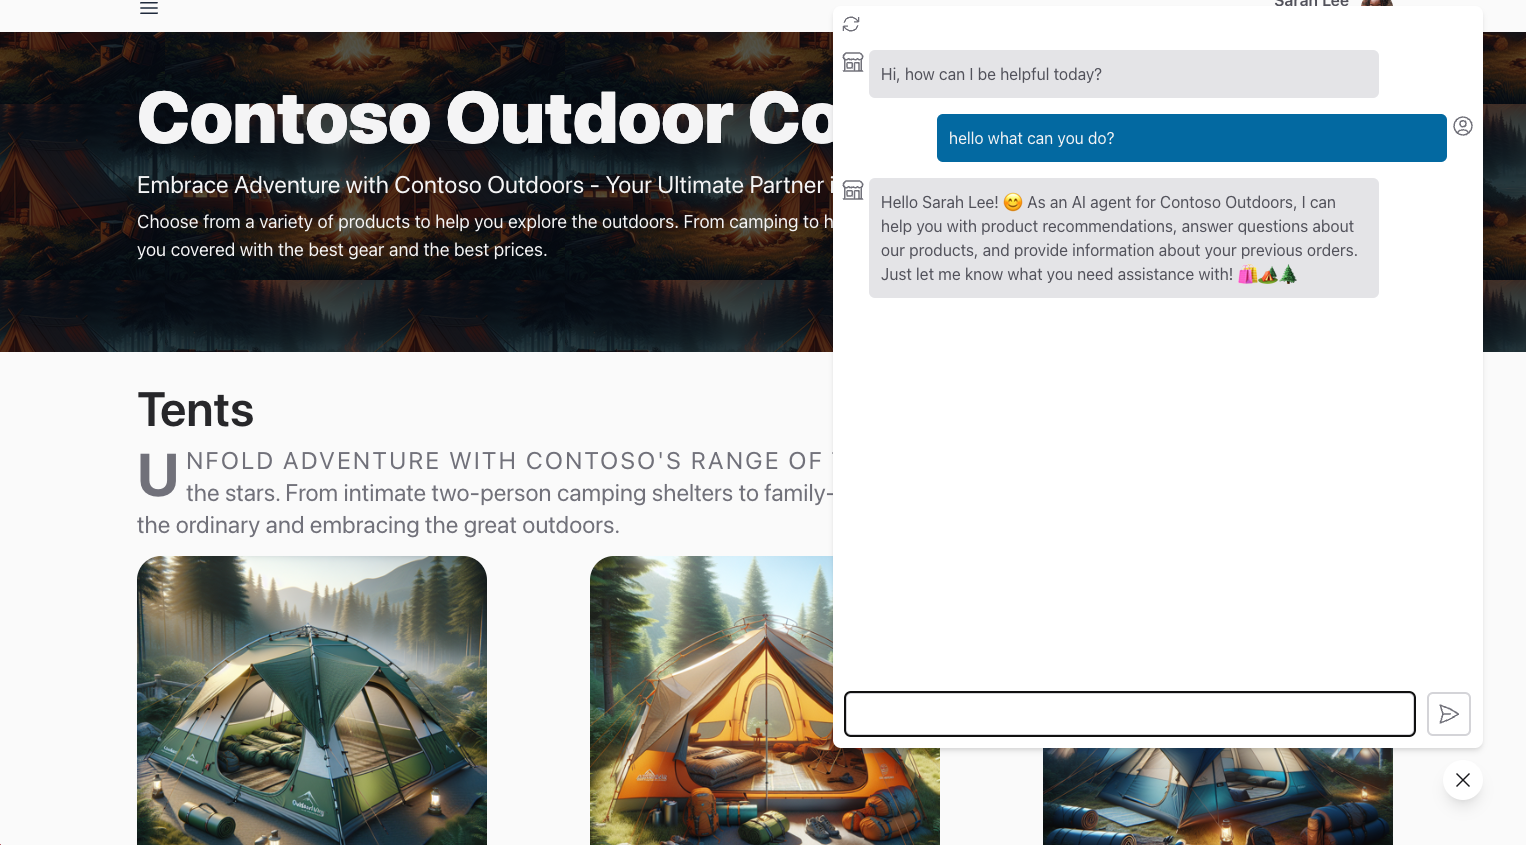 Sarah Lee
Contoso Outdoor Co
Embrace Adventure with Contoso Outdoors - Your Ultimate Partner
Choose from a variety of products to help you explore the outdoors. From camping to
you covered with the best gear and the best prices.
Tents
UNFOLD ADVENTURE WITH CONTOSO'S RANGE OF
the stars. From intimate two-person camping shelters to family-
the ordinary and embracing the great outdoors.
Hi, how can I be helpful today?
hello what can you do?
Hello Sarah Lee! 😊 As an AI agent for Contoso Outdoors, I can
help you with product recommendations, answer questions about
our products, and provide information about your previous orders.
Just let me know what you need assistance with! 🛍️🏕️🌲